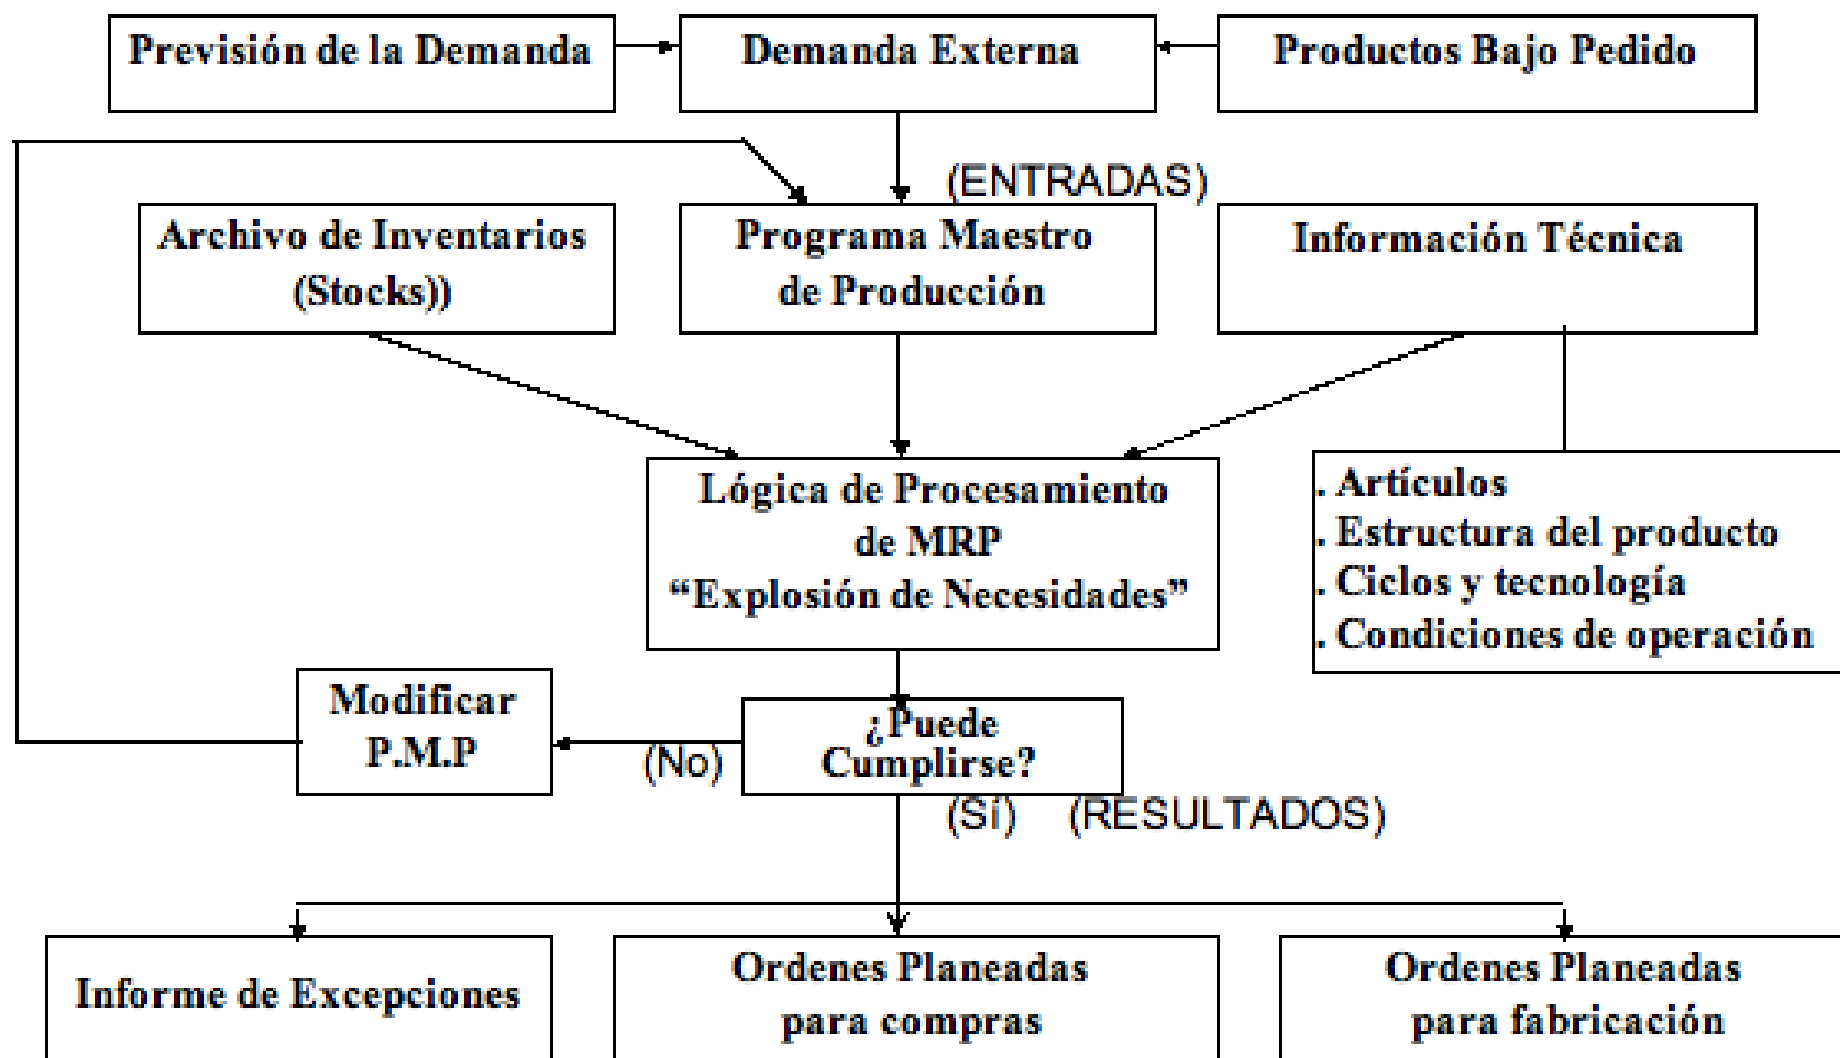 Previsión de la Demanda
Demanda Externa
Productos Bajo Pedido
(ENTRADAS)
Archivo de Inventarios
(Stocks))
Programa Maestro
de Producción
Información Técnica
Lógica de Procesamiento
de MRP
“Explosión de Necesidades”
. Artículos
. Estructura del producto
. Ciclos y tecnología
. Condiciones de operación
Modificar
P.M.P
(No)
¿Puede
Cumplirse?
(Sí) (RESULTADOS)
Informe de Excepciones
Ordenes Planeadas
para compras
Ordenes Planeadas
para fabricación